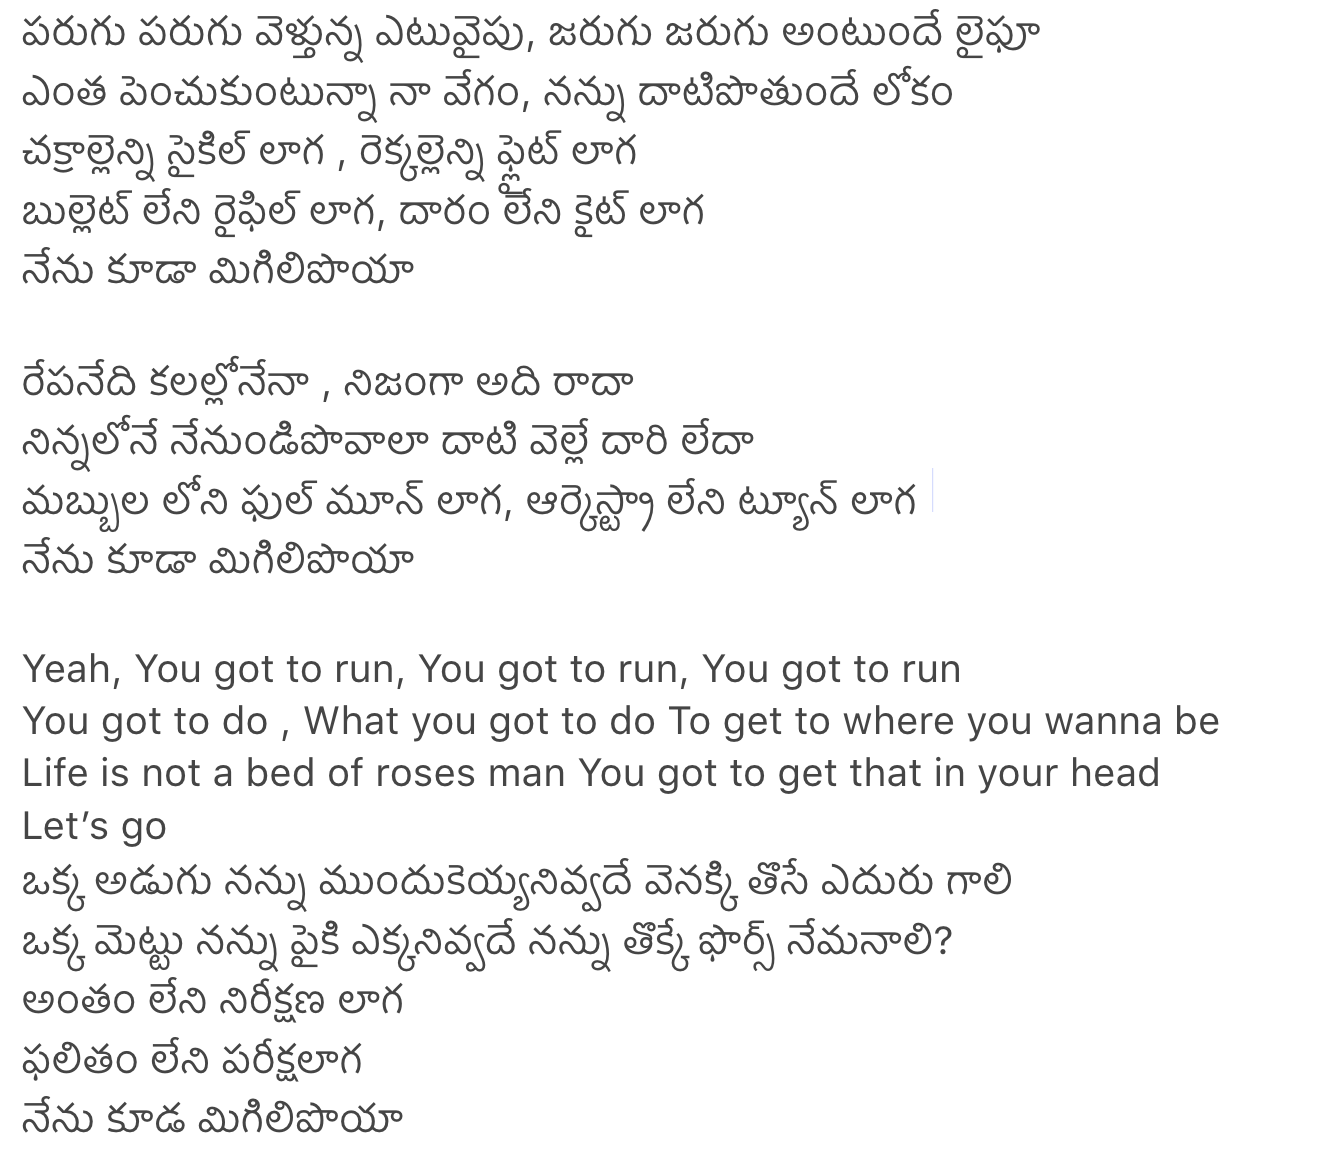 పరుగు పరుగు వెళ్తున్న ఎటువైపు, జరుగు జరుగు అంటుందే లైఫూ
ఎంత పెంచుకుంటున్నా నా వేగం, నన్ను దాటిపొతుందే లోకం
చక్రాల్లెన్ని సైకిల్ లాగ , రెక్కల్లెన్ని ఫ్లైట్ లాగ
బుల్లెట్ లేని రైఫిల్ లాగ, దారం లేని కైట్ లాగ
నేను కూడా మిగిలిపొయా
రేపనేది కలల్లోనేనా , నిజంగా అది రాదా
నిన్నలోనే నేనుండిపొవాలా దాటి వెల్లే దారి లేదా
మబ్బుల లోని ఫుల్ మూన్ లాగ, ఆర్కెస్ట్రా లేని ట్యూన్ లాగ
నేను కూడా మిగిలిపొయా
Yeah, You got to run, You got to run, You got to run
You got to do , What you got to do To get to where you wanna be
Life is not a bed of roses man You got to get that in your head
Let’s go
ఒక్క అడుగు నన్ను ముందుకెయ్యనివ్వదే వెనక్కి తొసే ఎదురు గాలి
ఒక్క మెట్టు నన్ను పైకి ఎక్కనివ్వదే నన్ను తొక్కే ఫొర్స్ నేమనాలి?
అంతం లేని నిరీక్షణ లాగ
ఫలితం లేని పరీక్షలాగ
నేను కూడ మిగిలిపొయా